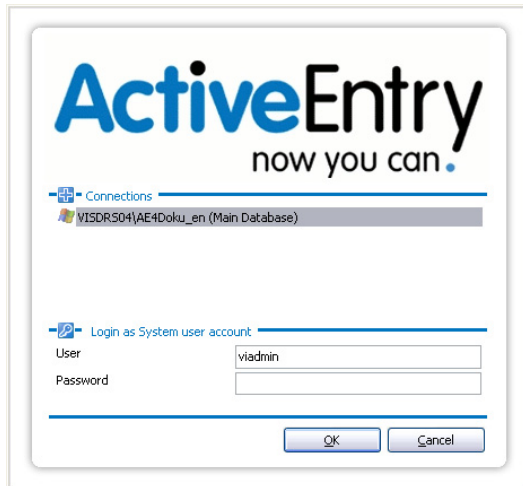 ActiveEntry
now you can.
Connections
VISDRS04\AE4Doku_en (Main Database)
Login as System user account
User viadmin
Password
OK Cancel